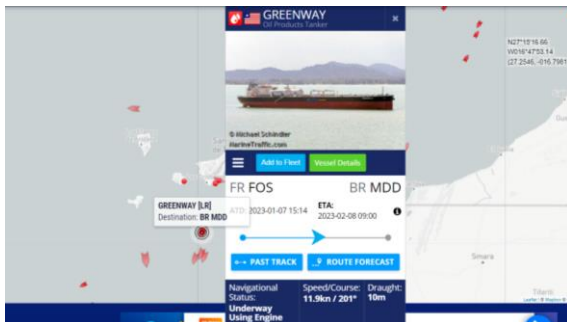 GREENWAY
Oil Products Tanker
×
N27°15'16.66
W016°47'53.14
(27.2546, -016.7981
© Michael Schindler
MarineTraffic.com
Add to Fleet
Vessel Details
FR FOS
BR MDD
ATD: 2023-01-07 15:14
ETA:
2023-02-08 09:00
GREENWAY [LR]
Destination: BR MDD
PAST TRACK
ROUTE FORECAST
Smara
Tifariti
Navigational
Status:
Underway
Using Engine
Speed/Course:
11.9kn / 201°
Draught:
10m